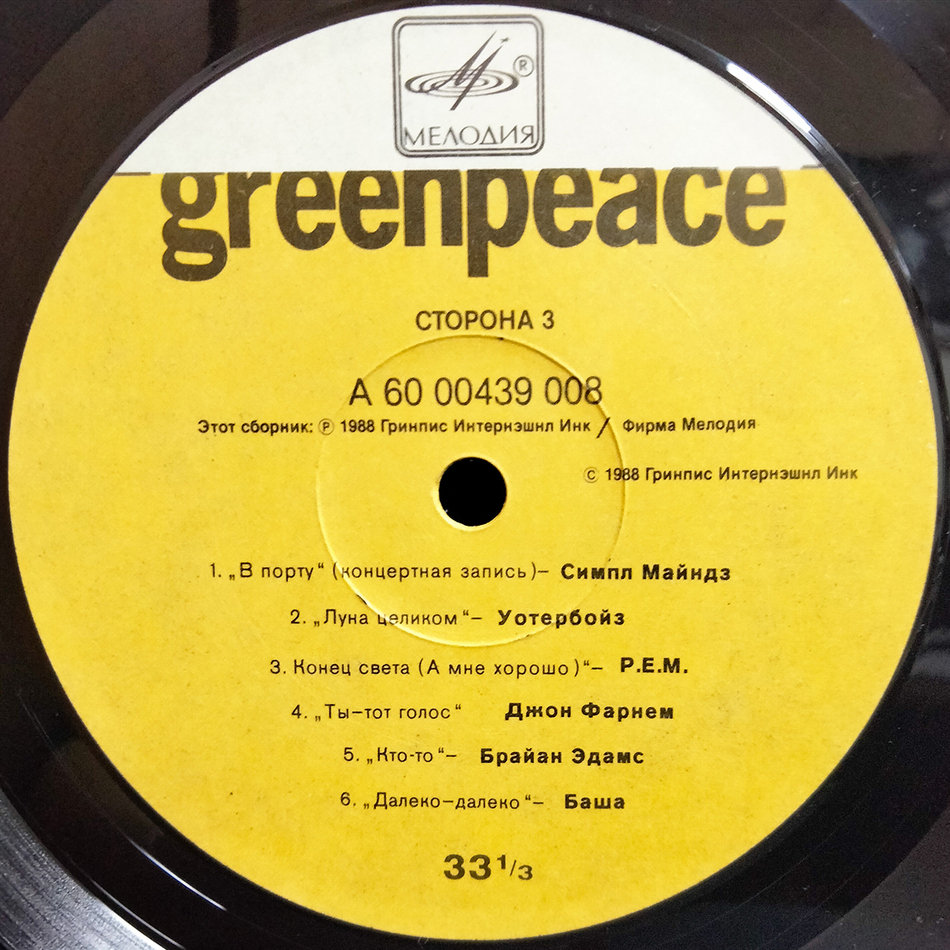 ®
МЕЛОДИЯ
greenpeace
СТОРОНА 3
А 60 00439 008
Этот сборник: Ⓟ 1988 Гринпис Интернэшнл Инк / Фирма Мелодия
© 1988 Гринпис Интернэшнл Инк
1. „В порту“ (концертная запись)– Симпл Майндз
2. „Луна целиком“– Уотербойз
3. Конец света (А мне хорошо)“– Р.Е.М.
4. „Ты–тот голос“ Джон Фарнем
5. „Кто-то“– Брайан Эдамс
6. „Далеко–далеко“– Баша
33 1/3